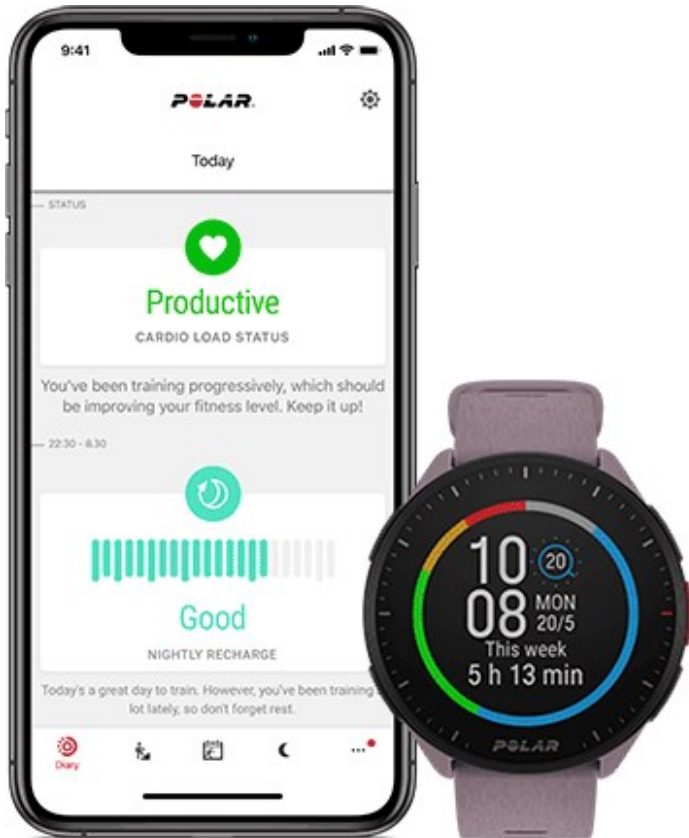 9:41
POLAR
Today
STATUS
Productive
CARDIO LOAD STATUS
You've been training progressively, which should
be improving your fitness level. Keep it up!
22:30 - 8.30
Good
NIGHTLY RECHARGE
Today's a great day to train. However, you've been training
lot lately, so don't forget rest.
Diary
10
20
08
MON
20/5
This week
5 h 13 min
POLAR